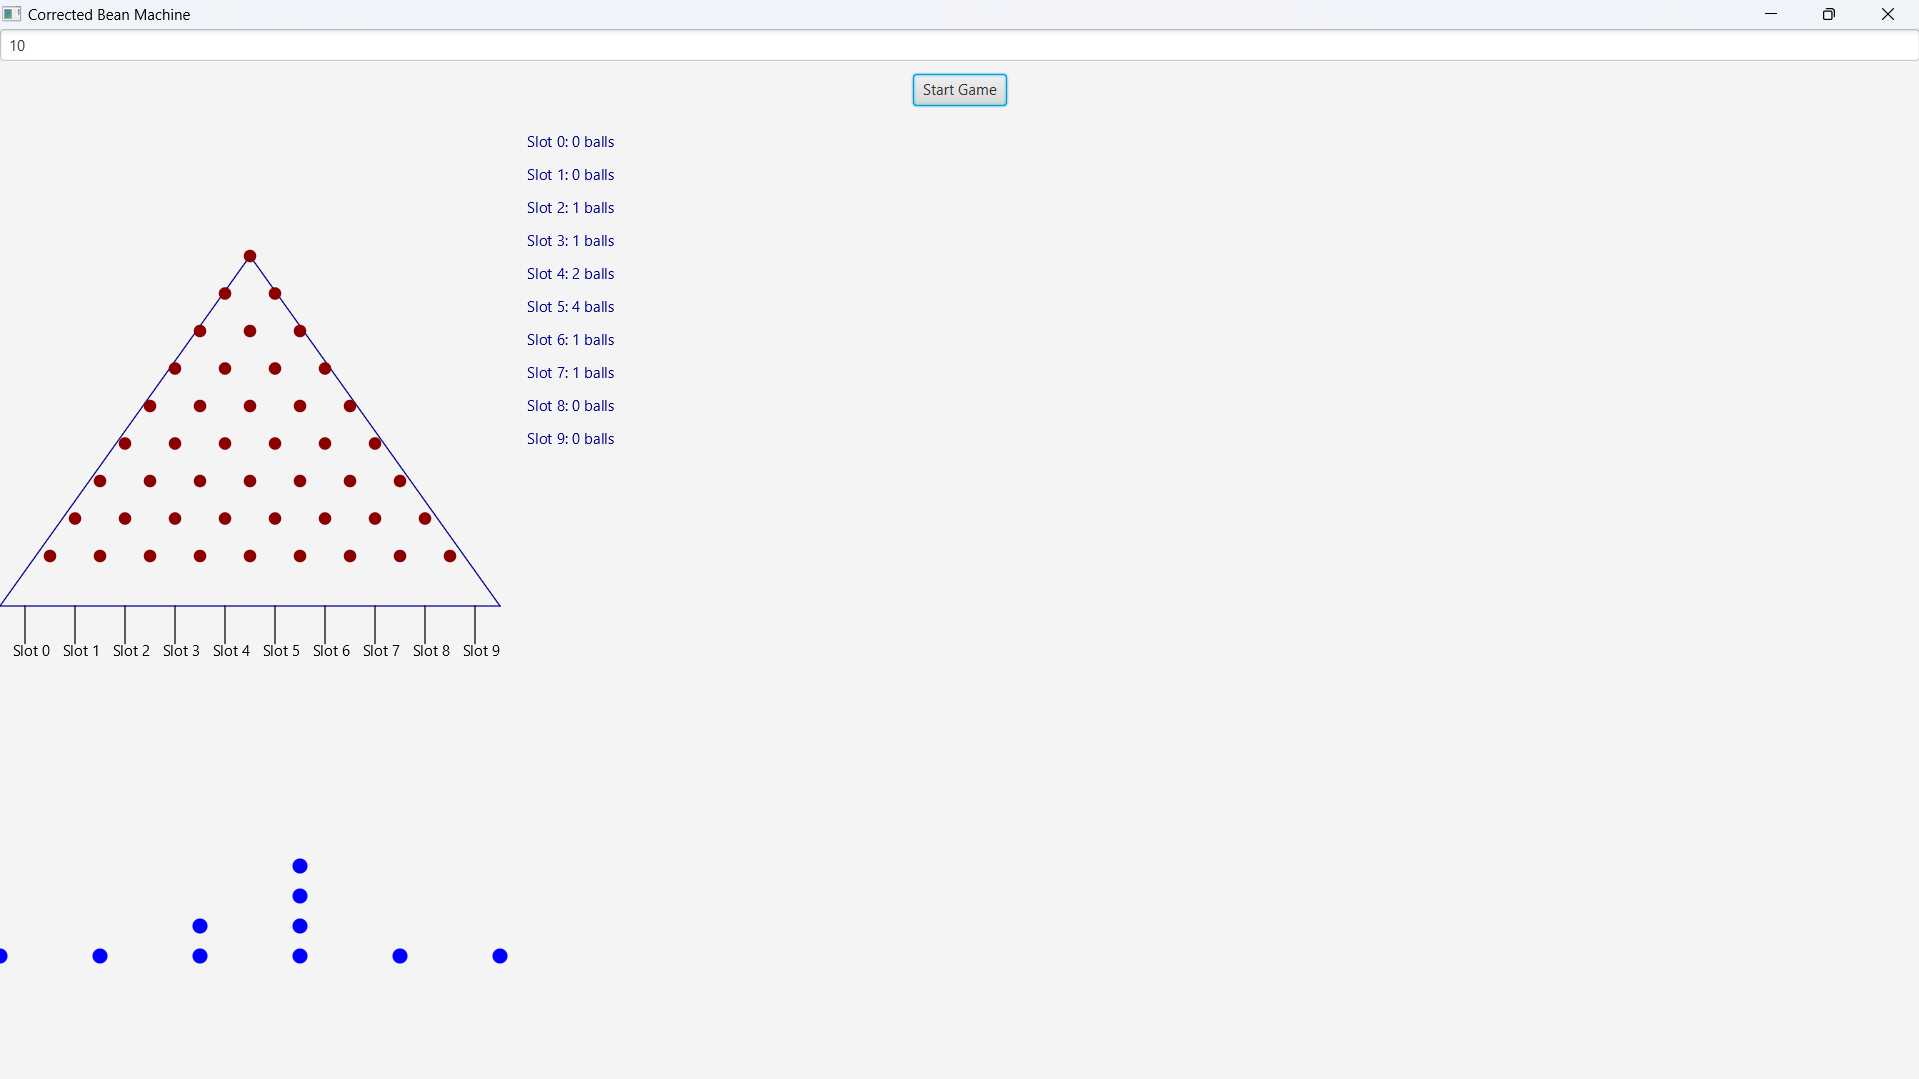 Corrected Bean Machine
10
Start Game
Slot 0: 0 balls
Slot 1: 0 balls
Slot 2: 1 balls
Slot 3: 1 balls
Slot 4: 2 balls
Slot 5: 4 balls
Slot 6: 1 balls
Slot 7: 1 balls
Slot 8: 0 balls
Slot 9: 0 balls
Slot 0 Slot 1 Slot 2 Slot 3 Slot 4 Slot 5 Slot 6 Slot 7 Slot 8 Slot 9